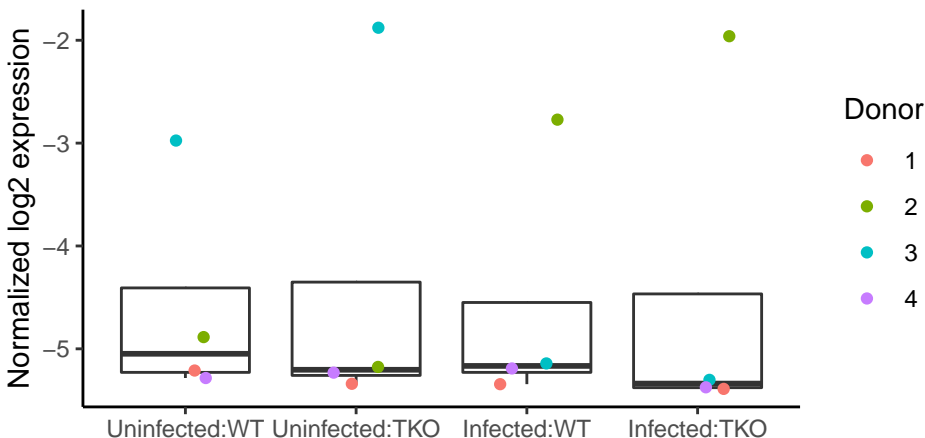 Normalized log2 expression
−2
−3
−4
−5
Uninfected:WT
Uninfected:TKO
Infected:WT
Infected:TKO
Donor
1
2
3
4